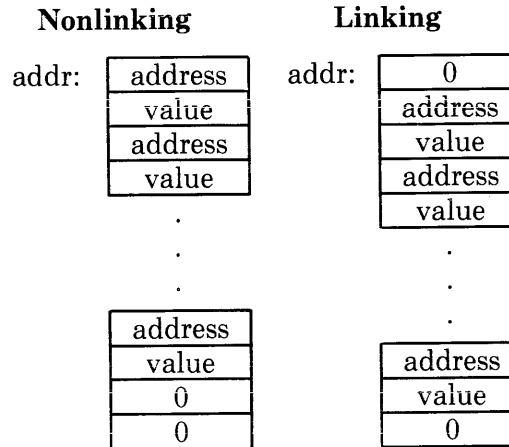 Nonlinking
addr:
address
value
address
value
.
.
.
address
value
0
0
Linking
addr:
0
address
value
address
value
.
.
.
address
value
0